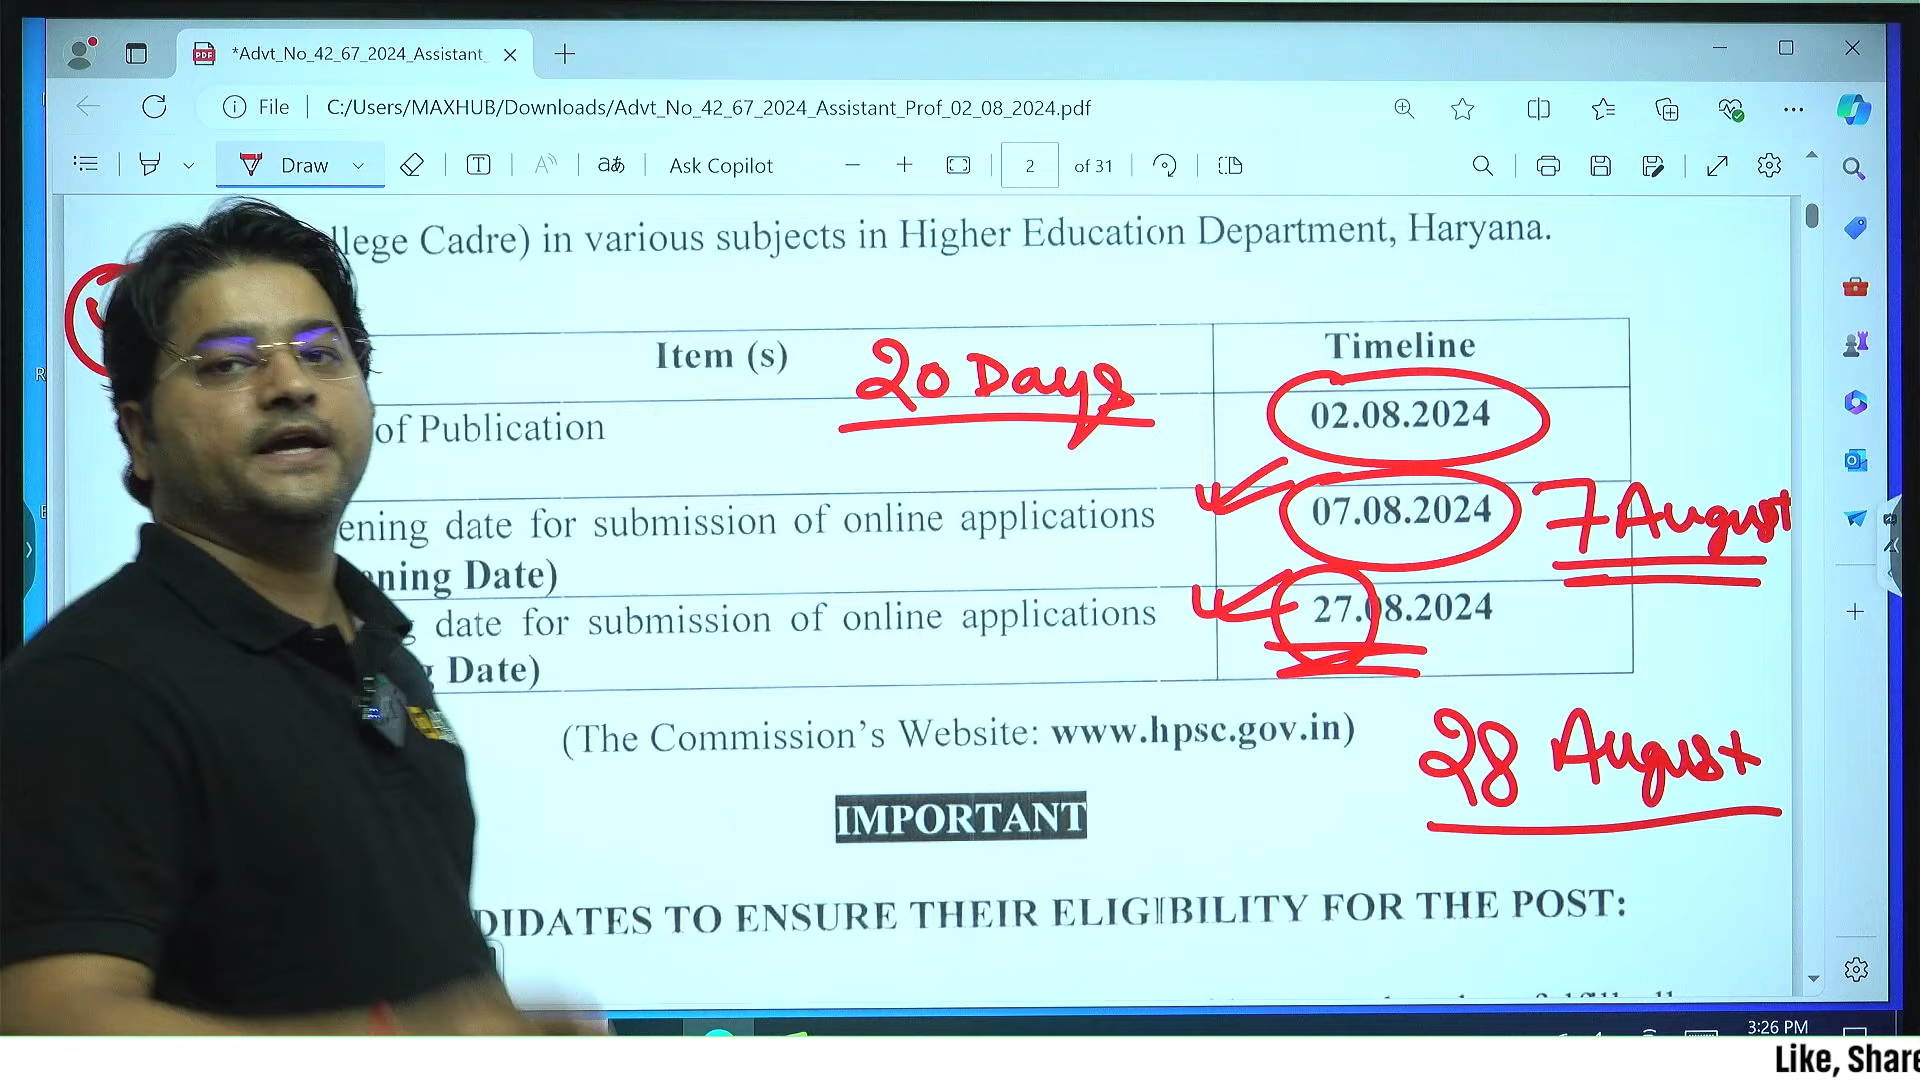 *Advt_No_42_67_2024_Assistant_
File
C:/Users/MAXHUB/Downloads/Advt_No_42_67_2024_Assistant_Prof_02_08_2024.pdf
Draw
Ask Copilot
2 of 31
llege Cadre) in various subjects in Higher Education Department, Haryana.
Item (s) Timeline
20 Days
of Publication 02.08.2024
ening date for submission of online applications 07.08.2024 7 August
ning Date)
date for submission of online applications 27.08.2024
Date)
(The Commission's Website: www.hpsc.gov.in)
28 August
IMPORTANT
DIDATES TO ENSURE THEIR ELIGIBILITY FOR THE POST:
3:26 PM
Like, Share